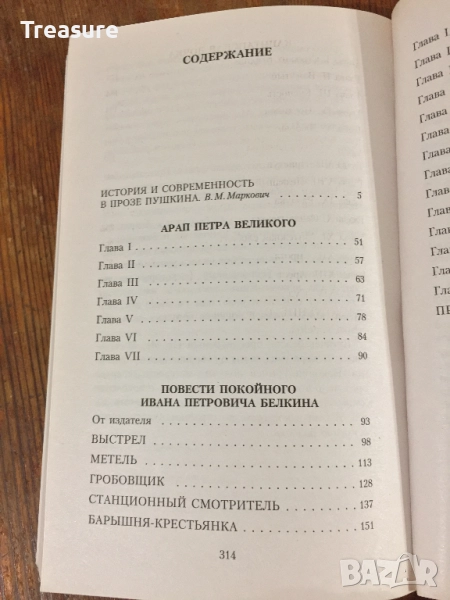 Treasure
СОДЕРЖАНИЕ
ИСТОРИЯ И СОВРЕМЕННОСТЬ
В ПРОЗЕ ПУШКИНА. В. М. Маркович . . . . . . . . . . 5
АРАП ПЕТРА ВЕЛИКОГО
Глава I . . . . . . . . . . 51
Глава II . . . . . . . . . . 57
Глава III . . . . . . . . . . 63
Глава IV . . . . . . . . . . 71
Глава V . . . . . . . . . . 78
Глава VI . . . . . . . . . . 84
Глава VII . . . . . . . . . . 90
ПОВЕСТИ ПОКОЙНОГО
ИВАНА ПЕТРОВИЧА БЕЛКИНА
От издателя . . . . . . . . . . 93
ВЫСТРЕЛ . . . . . . . . . . 98
МЕТЕЛЬ . . . . . . . . . . 113
ГРОБОВЩИК . . . . . . . . . . 128
СТАНЦИОННЫЙ СМОТРИТЕЛЬ . . . . . . . . . . 137
БАРЫШНЯ-КРЕСТЬЯНКА . . . . . . . . . . 151
314
Глава
Глава
Глава
Глава
Глава
Глава
Глава
Глава
Глава
Глава
Глава
Глава
Глава
Глава
BAZAR